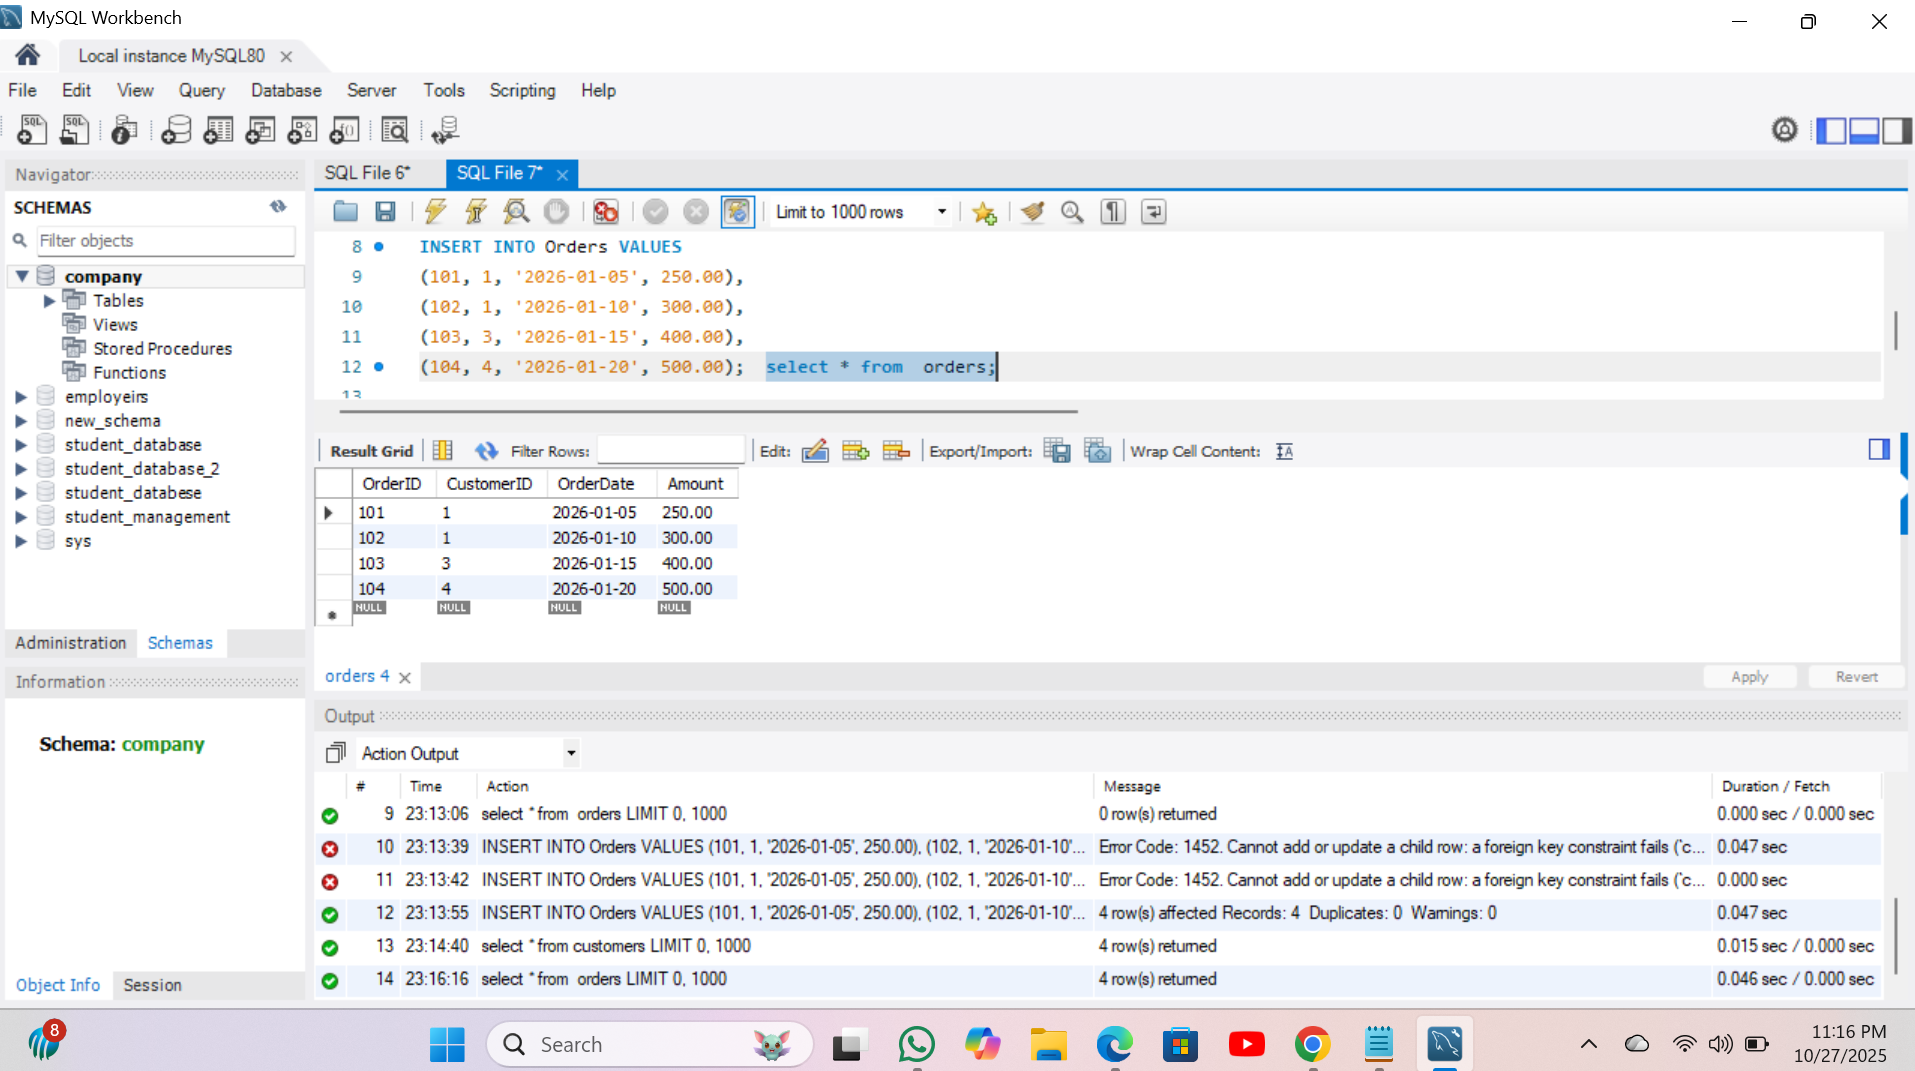 MySQL Workbench
Local instance MySQL80
File Edit View Query Database Server Tools Scripting Help
Navigator
SCHEMAS
Filter objects
company
Tables
Views
Stored Procedures
Functions
employeirs
new_schema
student_database
student_database_2
student_databese
student_management
sys
Administration Schemas
Information
Schema: company
Object Info Session
SQL File 6* SQL File 7*
Limit to 1000 rows
8 INSERT INTO Orders VALUES
9 (101, 1, '2026-01-05', 250.00),
10 (102, 1, '2026-01-10', 300.00),
11 (103, 3, '2026-01-15', 400.00),
12 (104, 4, '2026-01-20', 500.00); select * from orders;
13
Result Grid Filter Rows: Edit: Export/Import: Wrap Cell Content:
OrderID CustomerID OrderDate Amount
101 1 2026-01-05 250.00
102 1 2026-01-10 300.00
103 3 2026-01-15 400.00
104 4 2026-01-20 500.00
NULL NULL NULL NULL
orders 4 Apply Revert
Output
Action Output
# Time Action Message Duration / Fetch
9 23:13:06 select * from orders LIMIT 0, 1000 0 row(s) returned 0.000 sec / 0.000 sec
10 23:13:39 INSERT INTO Orders VALUES (101, 1, '2026-01-05', 250.00), (102, 1, '2026-01-10'... Error Code: 1452. Cannot add or update a child row: a foreign key constraint fails (`c... 0.047 sec
11 23:13:42 INSERT INTO Orders VALUES (101, 1, '2026-01-05', 250.00), (102, 1, '2026-01-10'... Error Code: 1452. Cannot add or update a child row: a foreign key constraint fails (`c... 0.000 sec
12 23:13:55 INSERT INTO Orders VALUES (101, 1, '2026-01-05', 250.00), (102, 1, '2026-01-10'... 4 row(s) affected Records: 4 Duplicates: 0 Warnings: 0 0.047 sec
13 23:14:40 select * from customers LIMIT 0, 1000 4 row(s) returned 0.015 sec / 0.000 sec
14 23:16:16 select * from orders LIMIT 0, 1000 4 row(s) returned 0.046 sec / 0.000 sec
8
Search
11:16 PM
10/27/2025